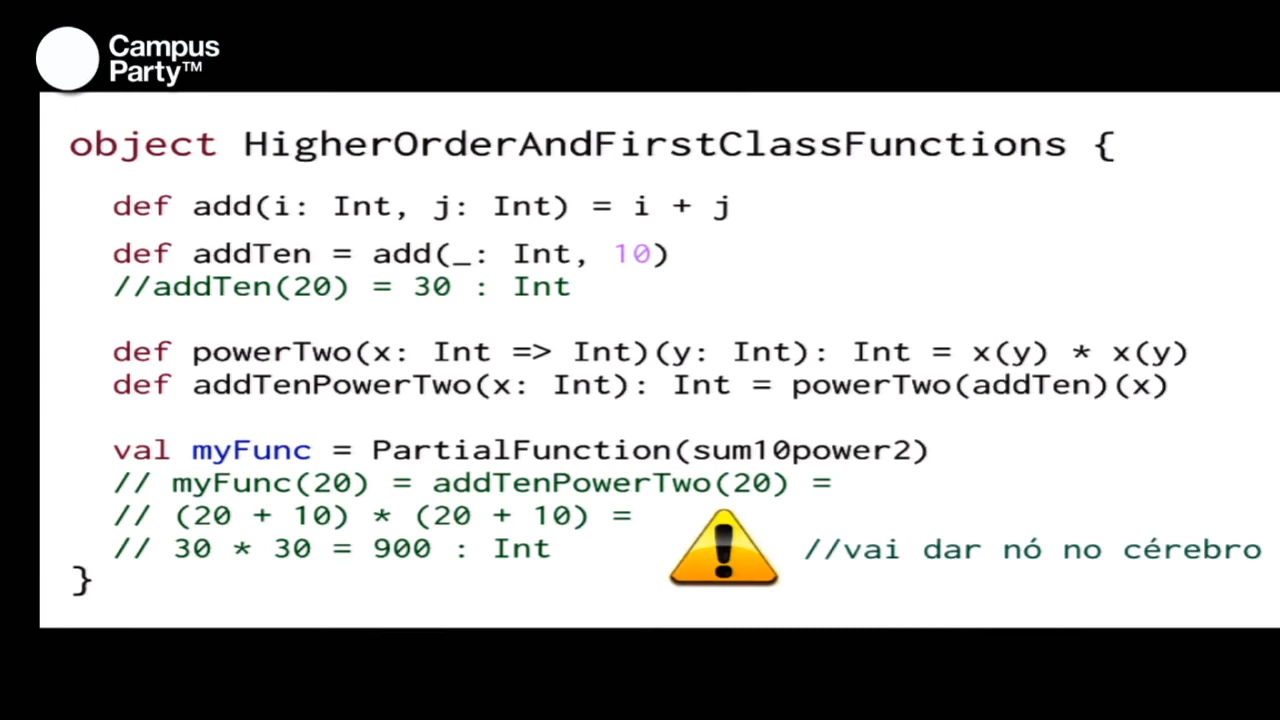 Campus
Party™
object HigherOrderAndFirstClassFunctions {
def add(i: Int, j: Int) = i + j
def addTen = add(_: Int, 10)
//addTen(20) = 30 : Int
def powerTwo(x: Int => Int)(y: Int): Int = x(y) * x(y)
def addTenPowerTwo(x: Int): Int = powerTwo(addTen)(x)
val myFunc = PartialFunction(sum10power2)
// myFunc(20) = addTenPowerTwo(20) =
// (20 + 10) * (20 + 10) =
// 30 * 30 = 900 : Int //vai dar nó no cérebro
}